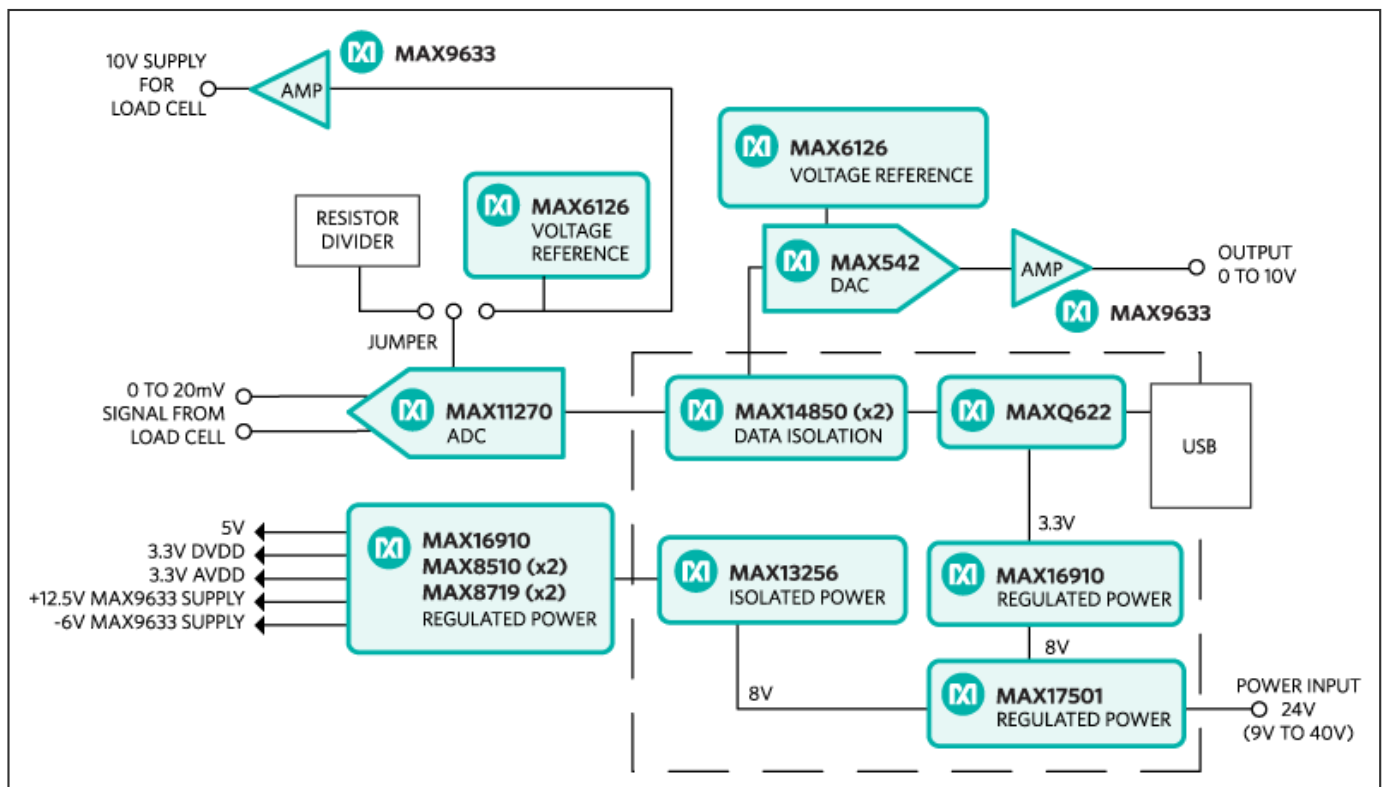 10V SUPPLY
FOR
LOAD CELL
AMP
MAX9633
RESISTOR
DIVIDER
MAX6126
VOLTAGE
REFERENCE
JUMPER
MAX6126
VOLTAGE REFERENCE
MAX542
DAC
AMP
MAX9633
OUTPUT
0 TO 10V
0 TO 20mV
SIGNAL FROM
LOAD CELL
MAX11270
ADC
MAX14850 (x2)
DATA ISOLATION
MAXQ622
USB
3.3V
5V
3.3V DVDD
3.3V AVDD
+12.5V MAX9633 SUPPLY
-6V MAX9633 SUPPLY
MAX16910
MAX8510 (x2)
MAX8719 (x2)
REGULATED POWER
MAX13256
ISOLATED POWER
MAX16910
REGULATED POWER
8V
8V
MAX17501
REGULATED POWER
POWER INPUT
24V
(9V TO 40V)